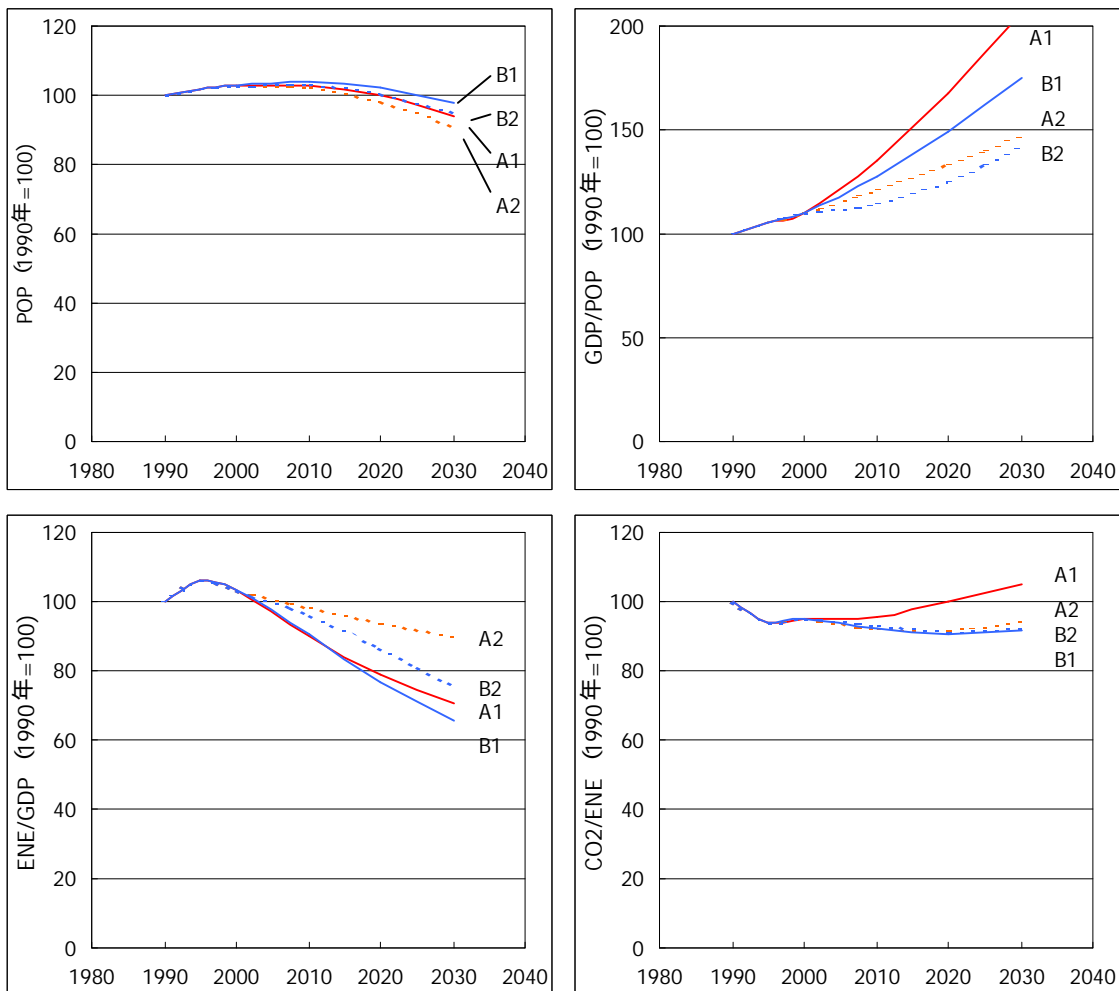 POP (1990年=100)
120
100
80
60
40
20
0
1980 1990 2000 2010 2020 2030 2040
B1
B2
A1
A2
GDP/POP (1990年=100)
200
150
100
50
0
1980 1990 2000 2010 2020 2030 2040
A1
B1
A2
B2
ENE/GDP (1990年=100)
120
100
80
60
40
20
0
1980 1990 2000 2010 2020 2030 2040
A2
B2
A1
B1
CO2/ENE (1990年=100)
120
100
80
60
40
20
0
1980 1990 2000 2010 2020 2030 2040
A1
A2
B2
B1